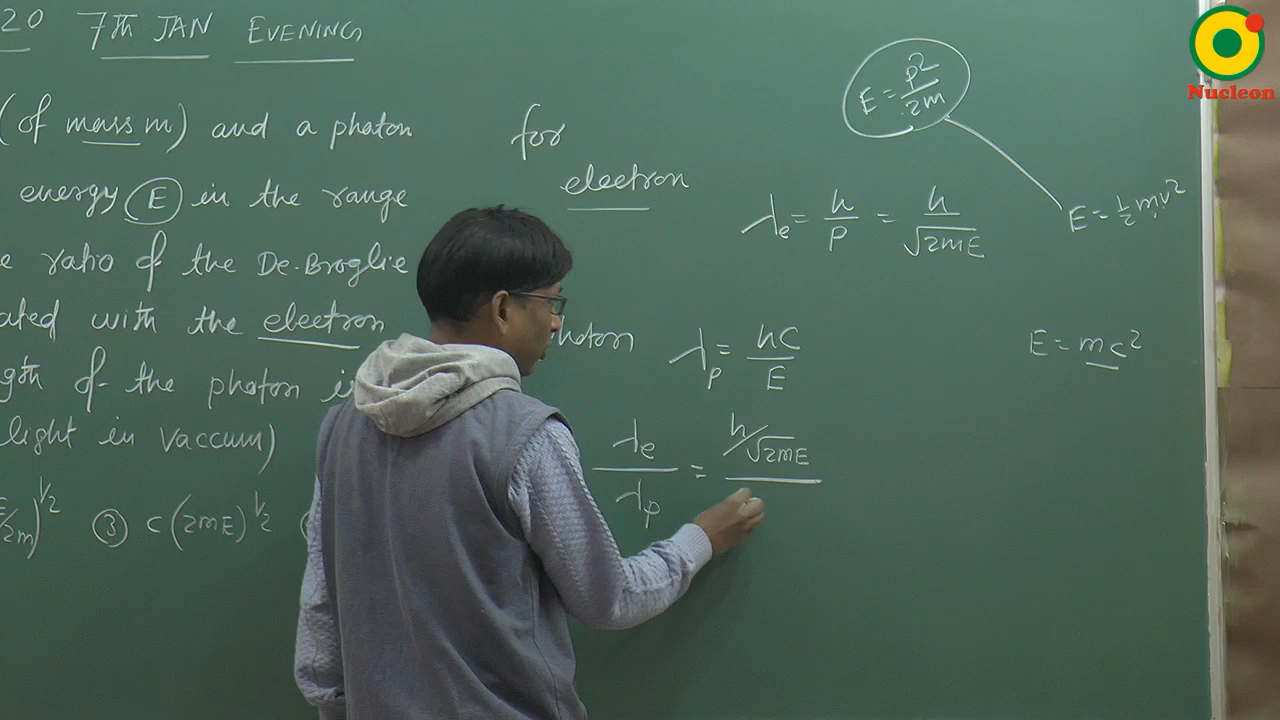 20 7th JAN EVENING
(of mass m) and a photon
energy E in the range
ratio of the De-Broglie
ated with the electron
gth of the photon
light in Vaccum)
E/2m)^1/2 ③ C(2mE)^1/2
for
electron
λe = h/P = h/√2mE
E = p²/2m
E = ½mv²
hoton λp = hC/E
E = mc²
λe/λp = h/√2mE
Nucleon